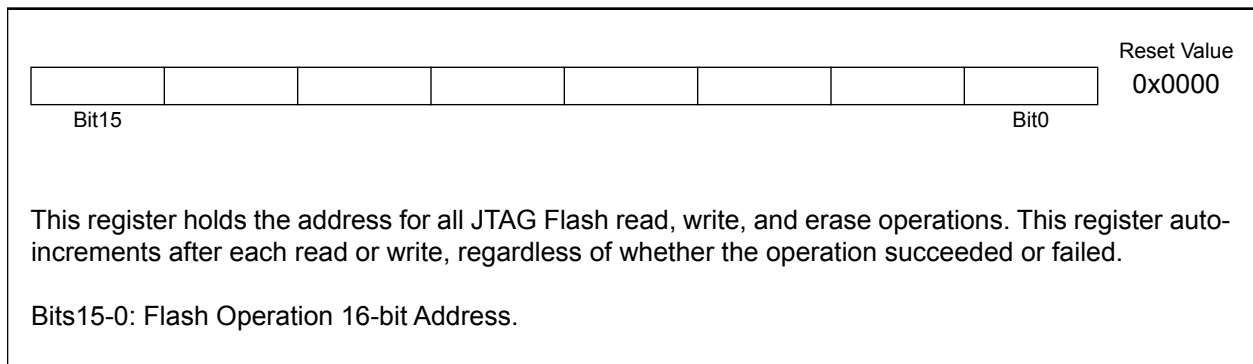 Reset Value
0x0000
Bit15 Bit0
This register holds the address for all JTAG Flash read, write, and erase operations. This register auto-
increments after each read or write, regardless of whether the operation succeeded or failed.
Bits15-0: Flash Operation 16-bit Address.